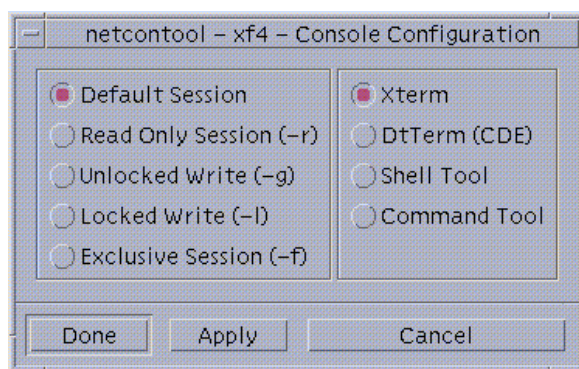 netcontool – xf4 – Console Configuration
Default Session
Read Only Session (–r)
Unlocked Write (–g)
Locked Write (–l)
Exclusive Session (–f)
Xterm
DtTerm (CDE)
Shell Tool
Command Tool
Done Apply Cancel